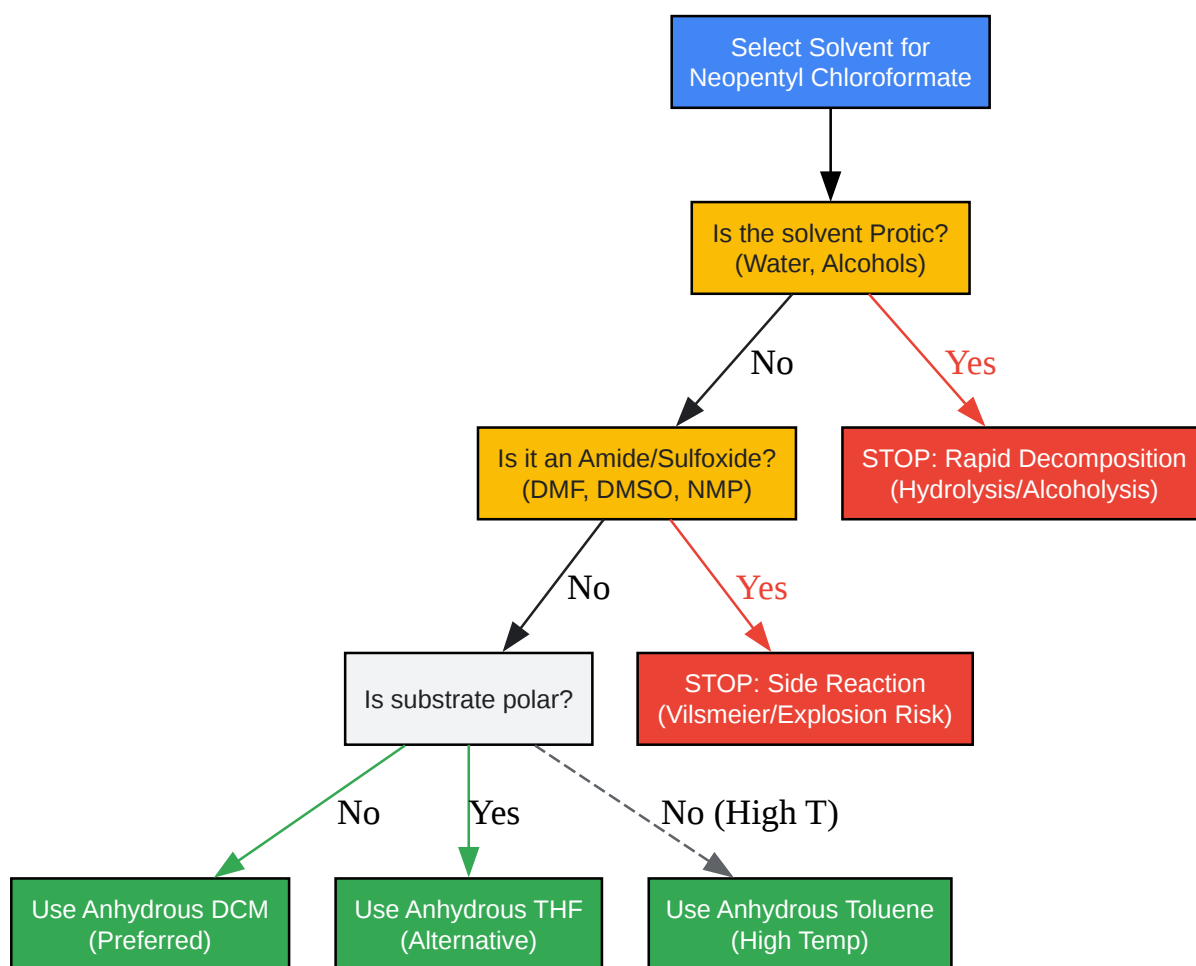 Select Solvent for
Neopentyl Chloroformate
Is the solvent Protic?
(Water, Alcohols)
No
Yes
Is it an Amide/Sulfoxide?
(DMF, DMSO, NMP)
STOP: Rapid Decomposition
(Hydrolysis/Alcoholysis)
No
Yes
Is substrate polar?
STOP: Side Reaction
(Vilsmeier/Explosion Risk)
No
Yes
No (High T)
Use Anhydrous DCM
(Preferred)
Use Anhydrous THF
(Alternative)
Use Anhydrous Toluene
(High Temp)